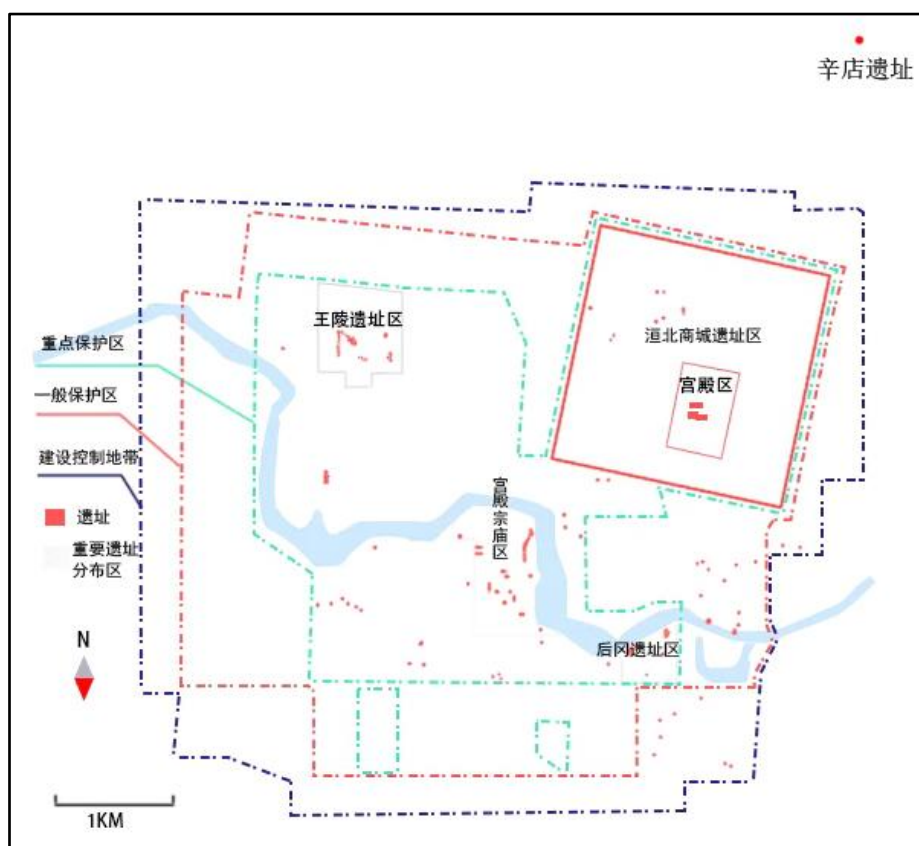 辛店遗址
王陵遗址区
洹北商城遗址区
重点保护区
宫殿区
一般保护区
建设控制地带
宫殿宗庙区
遗址
重要遗址
分布区
N
后冈遗址区
1KM